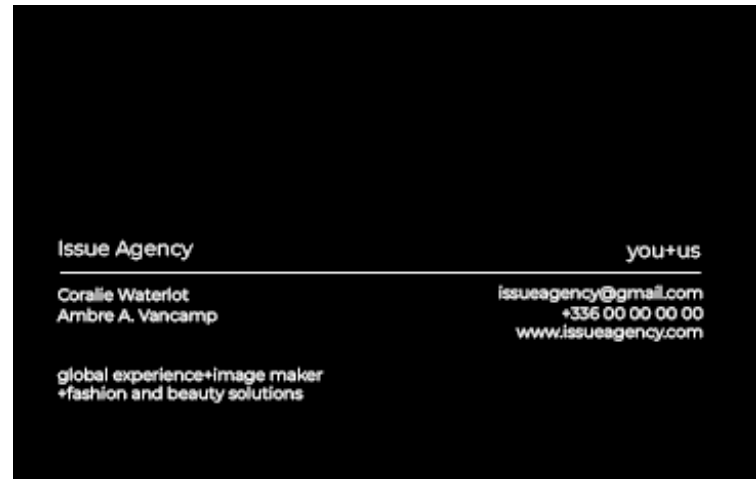 Issue Agency
you+us
Coralie Waterlot
Ambre A. Vancamp
issueagency@gmail.com
+336 00 00 00 00
www.issueagency.com
global experience+image maker
+fashion and beauty solutions